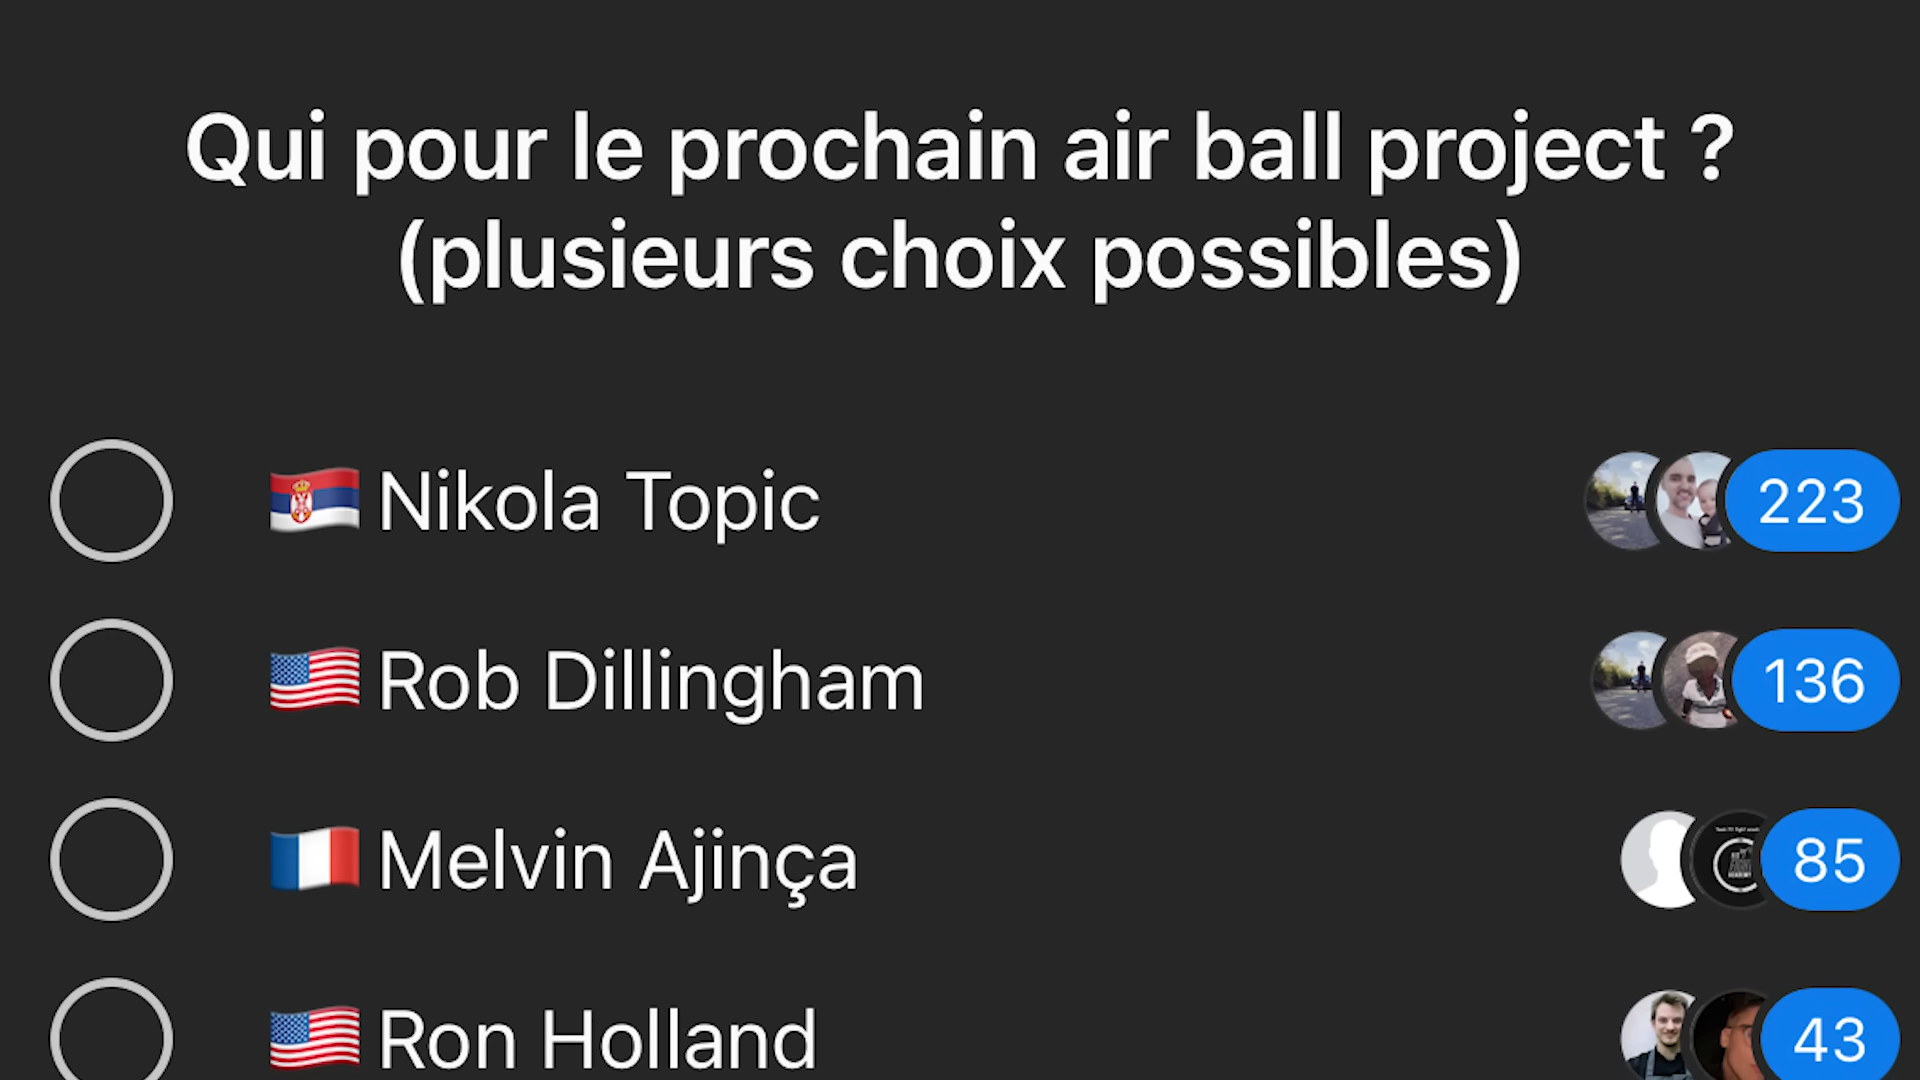 Qui pour le prochain air ball project ?
(plusieurs choix possibles)
🇷🇸 Nikola Topic 223
🇺🇸 Rob Dillingham 136
🇫🇷 Melvin Ajinça 85
🇺🇸 Ron Holland 43